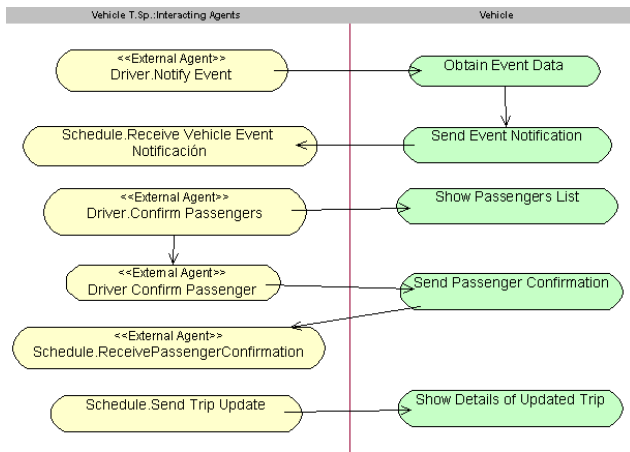 Vehicle T.Sp.:Interacting Agents
Vehicle
<<External Agent>>
Driver.Notify Event
Obtain Event Data
Schedule.Receive Vehicle Event
Notificación
Send Event Notification
<<External Agent>>
Driver.Confirm Passengers
Show Passengers List
<<External Agent>>
Driver Confirm Passenger
Send Passenger Confirmation
<<External Agent>>
Schedule.ReceivePassengerConfirmation
Schedule.Send Trip Update
Show Details of Updated Trip